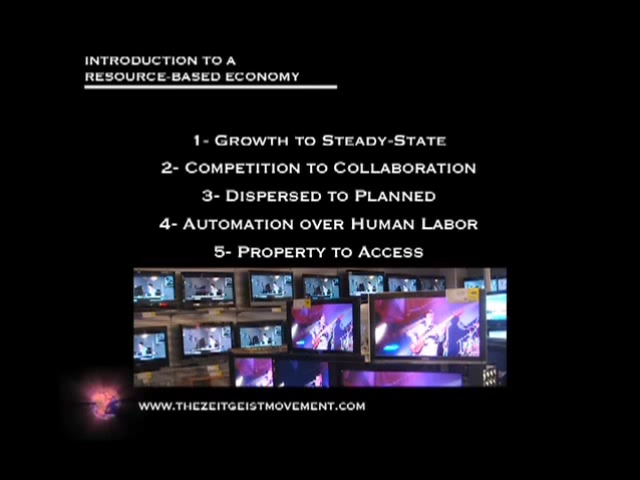 INTRODUCTION TO A
RESOURCE-BASED ECONOMY
1- GROWTH TO STEADY-STATE
2- COMPETITION TO COLLABORATION
3- DISPERSED TO PLANNED
4- AUTOMATION OVER HUMAN LABOR
5- PROPERTY TO ACCESS
WWW.THEZEITGEISTMOVEMENT.COM